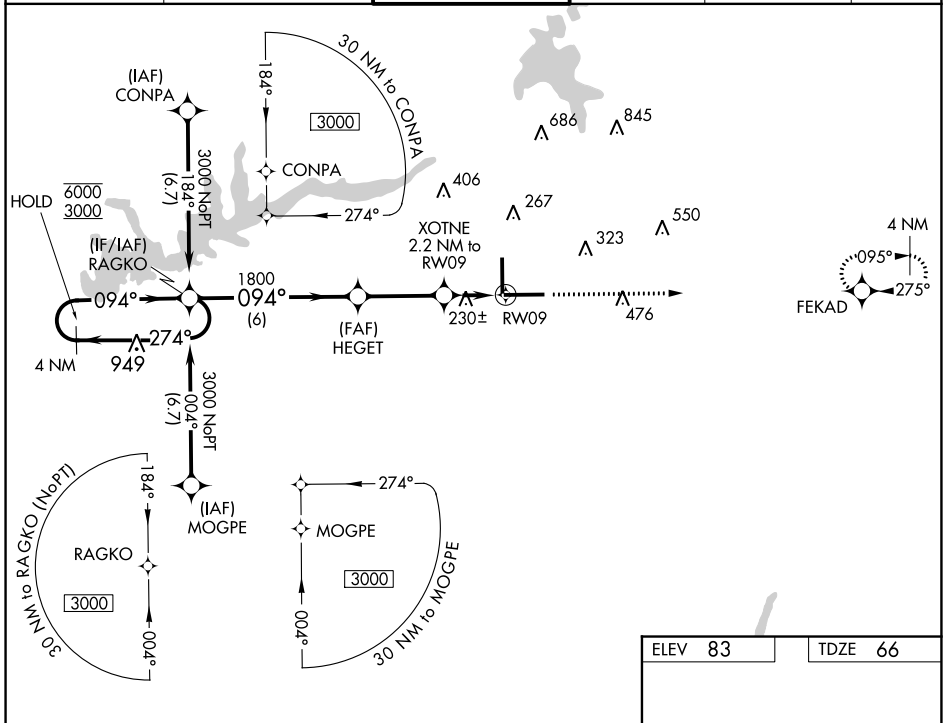 (IAF)
CONPA
184°
30 NM to CONPA
3000
CONPA
274°
3000 NoPT
184°
(6.7)
HOLD
6000
3000
(IF/IAF)
RAGKO
686
845
406
267
550
323
XOTNE
2.2 NM to
RW09
4 NM
095°
275°
FEKAD
094°
1800
094°
(6)
(FAF)
HEGET
230±
RW09
476
274°
949
4 NM
3000 NoPT
004°
(6.7)
(IAF)
MOGPE
30 NM to RAGKO (NoPT)
184°
RAGKO
3000
004°
274°
MOGPE
3000
004°
30 NM to MOGPE
ELEV 83
TDZE 66